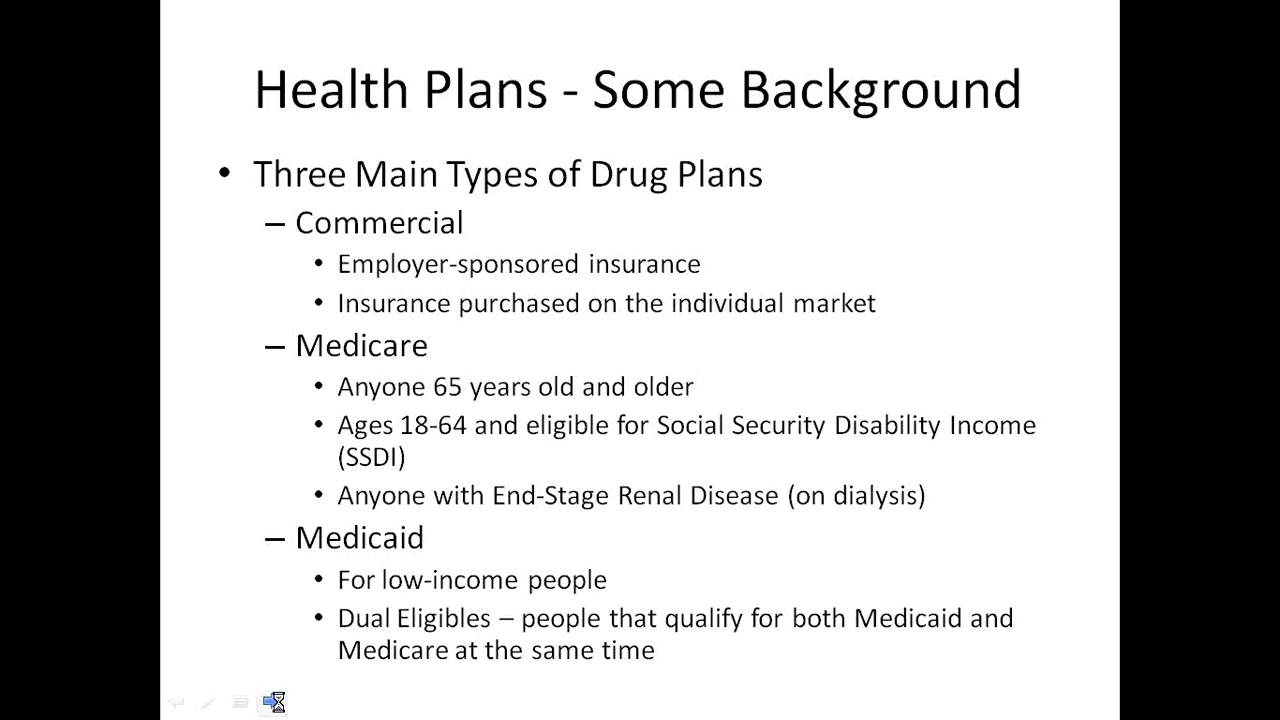 Health Plans - Some Background
• Three Main Types of Drug Plans
– Commercial
• Employer-sponsored insurance
• Insurance purchased on the individual market
– Medicare
• Anyone 65 years old and older
• Ages 18-64 and eligible for Social Security Disability Income
(SSDI)
• Anyone with End-Stage Renal Disease (on dialysis)
– Medicaid
• For low-income people
• Dual Eligibles – people that qualify for both Medicaid and
Medicare at the same time